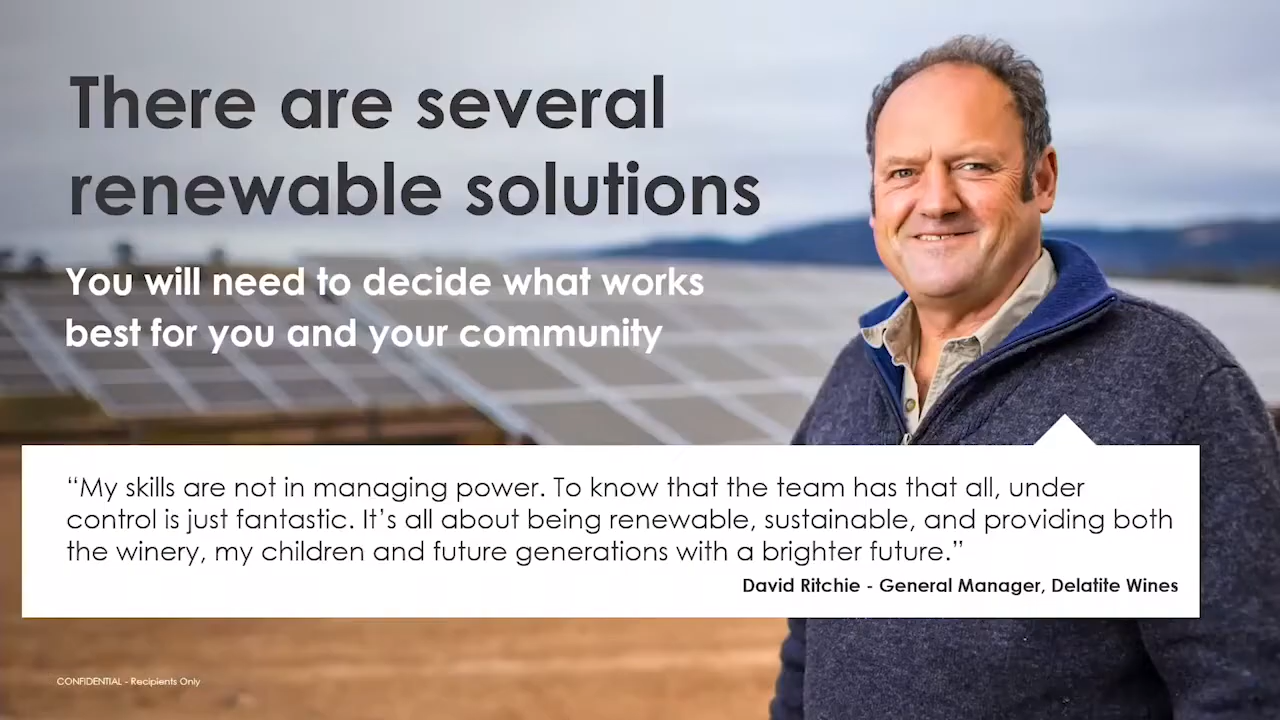 There are several
renewable solutions
You will need to decide what works
best for you and your community
“My skills are not in managing power. To know that the team has that all, under
control is just fantastic. It’s all about being renewable, sustainable, and providing both
the winery, my children and future generations with a brighter future.”
David Ritchie - General Manager, Delatite Wines
CONFIDENTIAL - Recipients Only